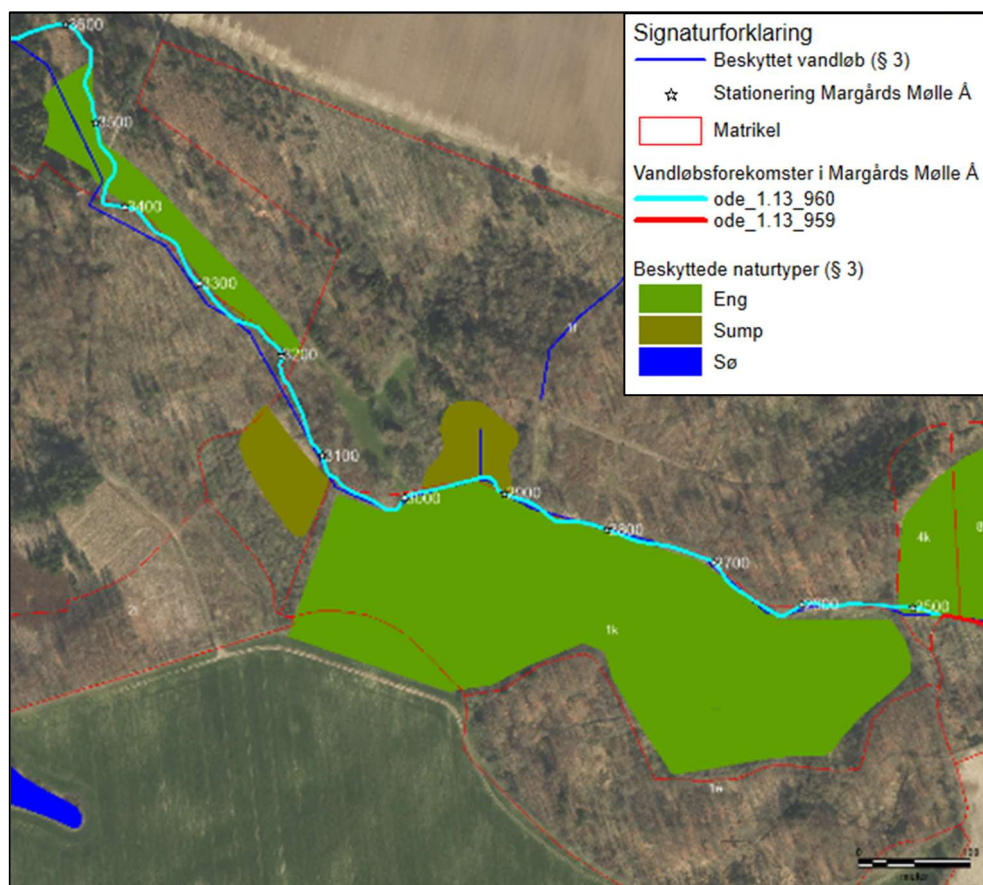 Signaturforklaring
Beskyttet vandløb (§ 3)
Stationering Margårds Mølle Å
Matrikel
Vandløbsforekomster i Margårds Mølle Å
ode_1.13_960
ode_1.13_959
Beskyttede naturtyper (§ 3)
Eng
Sump
Sø
3600
3500
3400
3300
3200
3100
3000
2900
2800
2700
2600
2500
1f
4k
1k